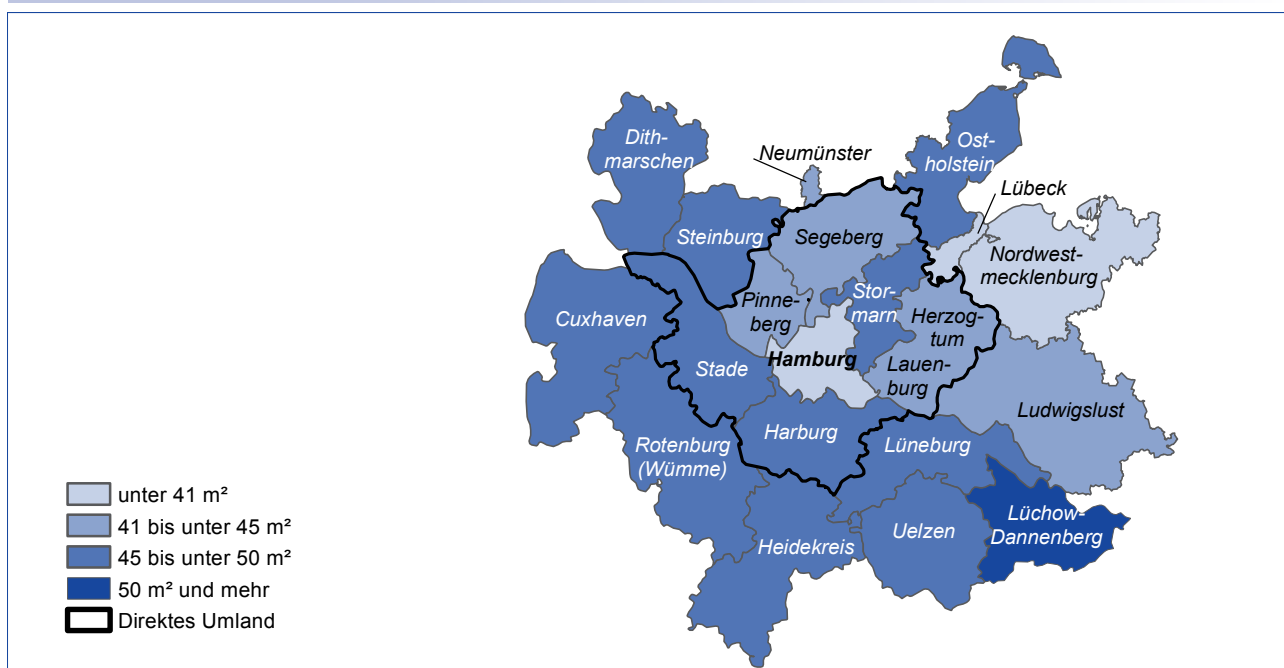 Dith-
marschen
Neumünster
Ost-
holstein
Lübeck
Steinburg
Segeberg
Nordwest-
mecklenburg
Cuxhaven
Pinne-
berg
Stor-
marn
Herzog-
tum
Lauen-
burg
Hamburg
Stade
Ludwigslust
Harburg
Lüneburg
Rotenburg
(Wümme)
Heidekreis
Uelzen
Lüchow-
Dannenberg
unter 41 m²
41 bis unter 45 m²
45 bis unter 50 m²
50 m² und mehr
Direktes Umland